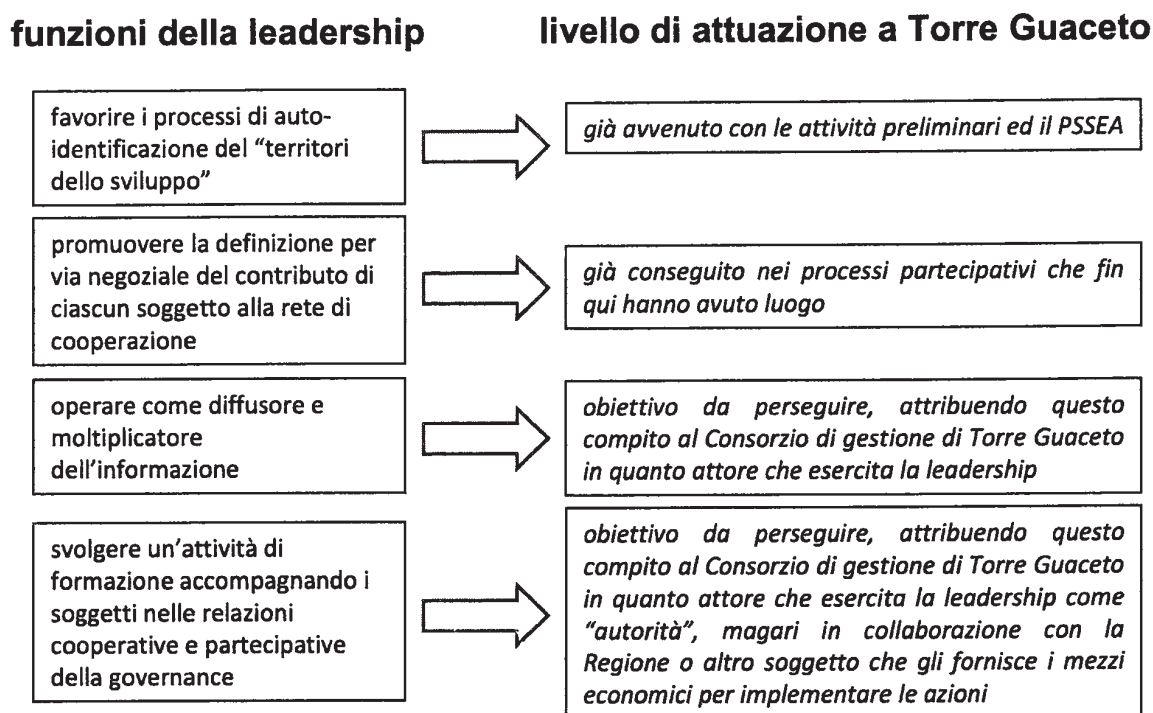 funzioni della leadership
livello di attuazione a Torre Guaceto
favorire i processi di auto-
identificazione del “territori
dello sviluppo”
già avvenuto con le attività preliminari ed il PSSEA
promuovere la definizione per
via negoziale del contributo di
ciascun soggetto alla rete di
cooperazione
già conseguito nei processi partecipativi che fin
qui hanno avuto luogo
operare come diffusore e
moltiplicatore
dell’informazione
obiettivo da perseguire, attribuendo questo
compito al Consorzio di gestione di Torre Guaceto
in quanto attore che esercita la leadership
svolgere un’attività di
formazione accompagnando i
soggetti nelle relazioni
cooperative e partecipative
della governance
obiettivo da perseguire, attribuendo questo
compito al Consorzio di gestione di Torre Guaceto
in quanto attore che esercita la leadership come
“autorità”, magari in collaborazione con la
Regione o altro soggetto che gli fornisce i mezzi
economici per implementare le azioni